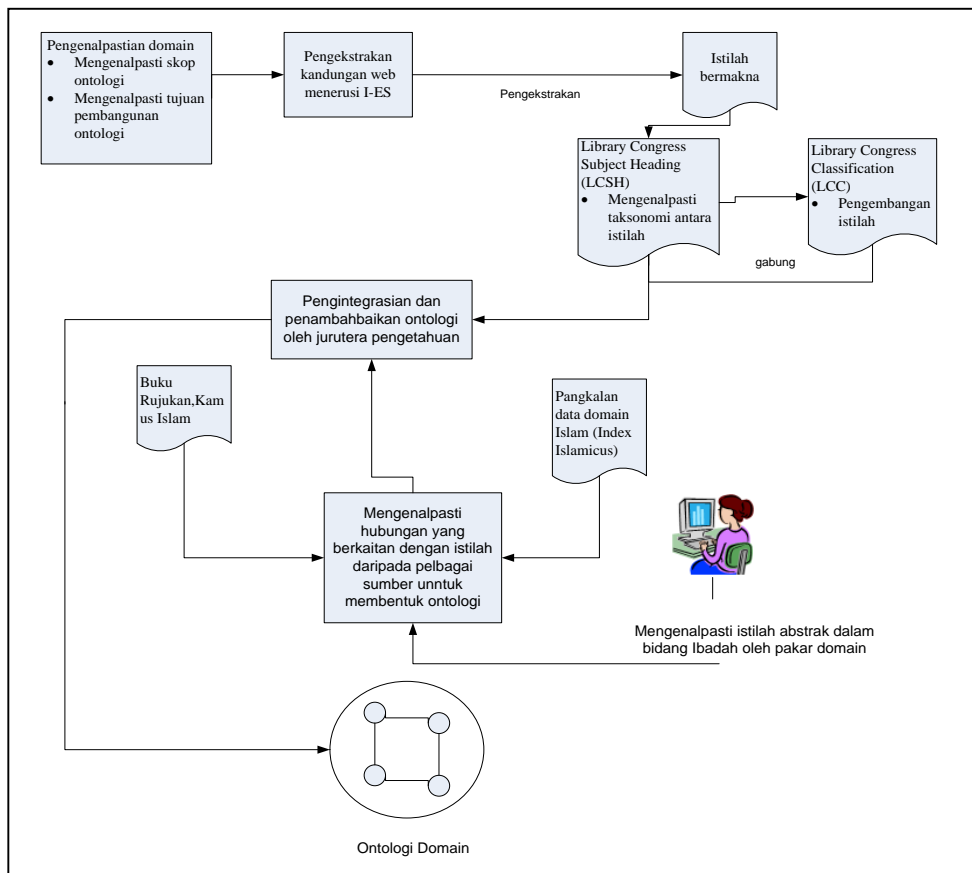 Pengenalpastian domain
• Mengenalpasti skop
ontologi
• Mengenalpasti tujuan
pembangunan
ontologi
Pengekstrakan
kandungan web
menerusi I-ES
Pengekstrakan
Istilah
bermakna
Library Congress
Subject Heading
(LCSH)
• Mengenalpasti
taksonomi antara
istilah
Library Congress
Classification
(LCC)
• Pengembangan
istilah
gabung
Pengintegrasian dan
penambahbaikan ontologi
oleh jurutera pengetahuan
Buku
Rujukan,Kam
us Islam
Pangkalan
data domain
Islam (Index
Islamicus)
Mengenalpasti
hubungan yang
berkaitan dengan istilah
daripada pelbagai
sumber unntuk
membentuk ontologi
Mengenalpasti istilah abstrak dalam
bidang Ibadah oleh pakar domain
Ontologi Domain